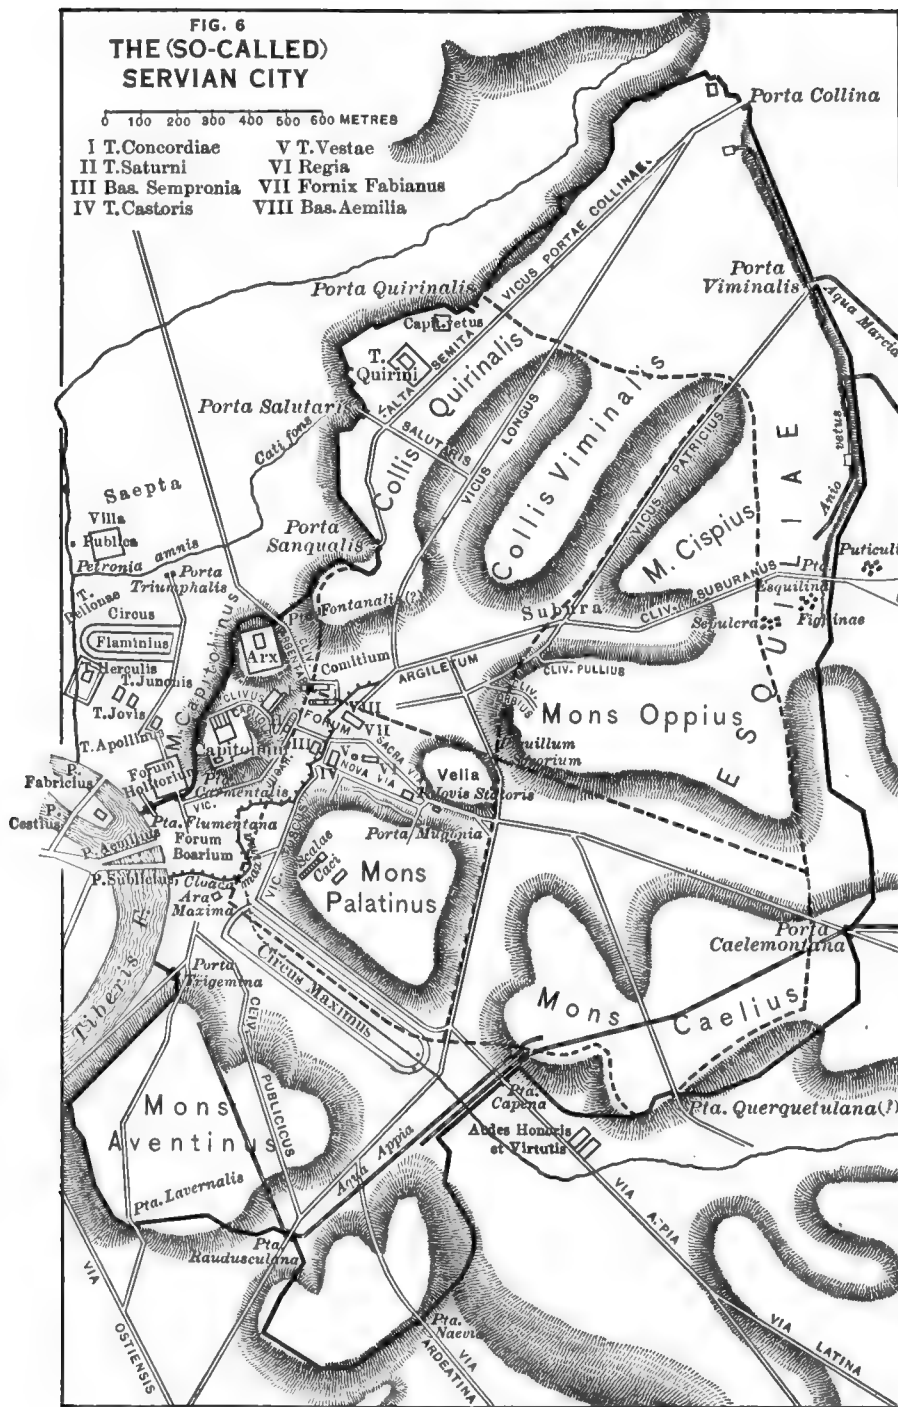 FIG. 6
THE (SO-CALLED)
SERVIAN CITY
0 100 200 300 400 500 600 METRES
I T. Concordiae
II T. Saturni
III Bas. Sempronia
IV T. Castoris
V T. Vestae
VI Regia
VII Fornix Fabianus
VIII Bas. Aemilia
Porta Collina
VICUS PORTAE COLLINAE
Porta Quirinalis
Porta
Viminalis
Aqua Marcia
Capit. vetus
T.
Quirini
ALTA SEMITA
Collis Quirinalis
Porta Salutaris
SALUTARIS
VICUS LONGUS
Collis Viminalis
VICUS PATRICIUS
Cati fons
Anio vetus
Saepta
Villa
Publica
Petronia amnis
Porta
Sanqualis
M. Cispius
ESQUILIAE
Puticuli
Porta
Triumphalis
Pta. Fontanalis (?)
Subura
CLIV. SUBURANUS
Pta.
Esquilina
Sepulcra
Figlinae
T.
Bellonae
Circus
Flaminius
T. Herculis
T. Junonis
T. Jovis
T. Apollinis
M. Capitolinus
Arx
Comitium
ARGILETUM
CLIV. PULLIUS
CLIV.
Mons Oppius
CLIVUS
Capitolium
FORUM
VIII
VII
III
IV
V
SACRA VIA
NOVA VIA
Velia
T. Iovis Statoris
Forum
Holitorium
Pta.
Carmentalis
P.
Fabricius
P.
Cestius
P. Aemilius
P. Sublicius
VIC.
Pta. Flumentana
Forum
Boarium
Cloaca
Ara
Maxima
Porta Mugonia
Scalae
Caci
Mons
Palatinus
Porta
Caelemontana
Tiberis F.
Porta
Trigemina
Circus Maximus
CLIV. PUBLICICUS
Mons Caelius
Mons
Aventinus
Pta.
Capena
Pta. Querquetulana (?)
Aedes Honoris
et Virtutis
Aqua Appia
Pta. Lavernalis
Pta.
Raudusculana
VIA APPIA
Pta.
Naevia
VIA
LATINA
VIA
OSTIENSIS
VIA
ARDEATINA